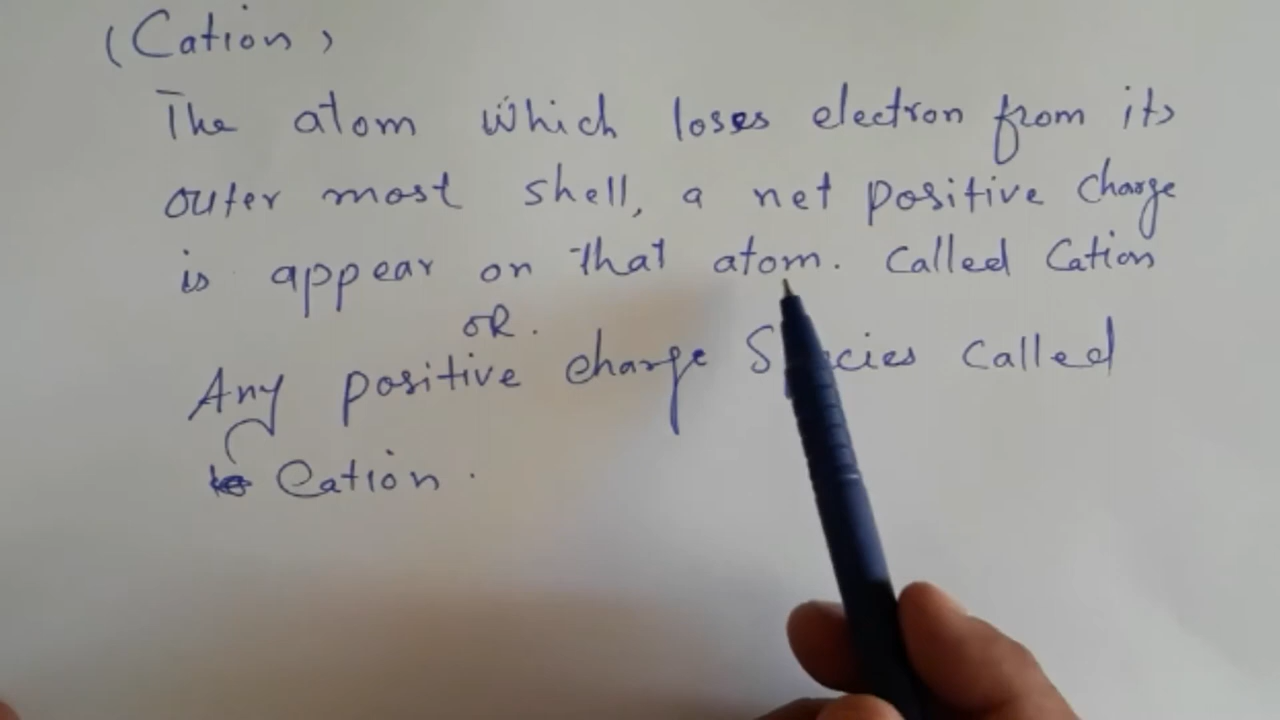 (Cation)
The atom which loses electron from its
outer most shell, a net positive charge
is appear on that atom. Called Cation
OR.
Any positive charge Species Called
Cation.